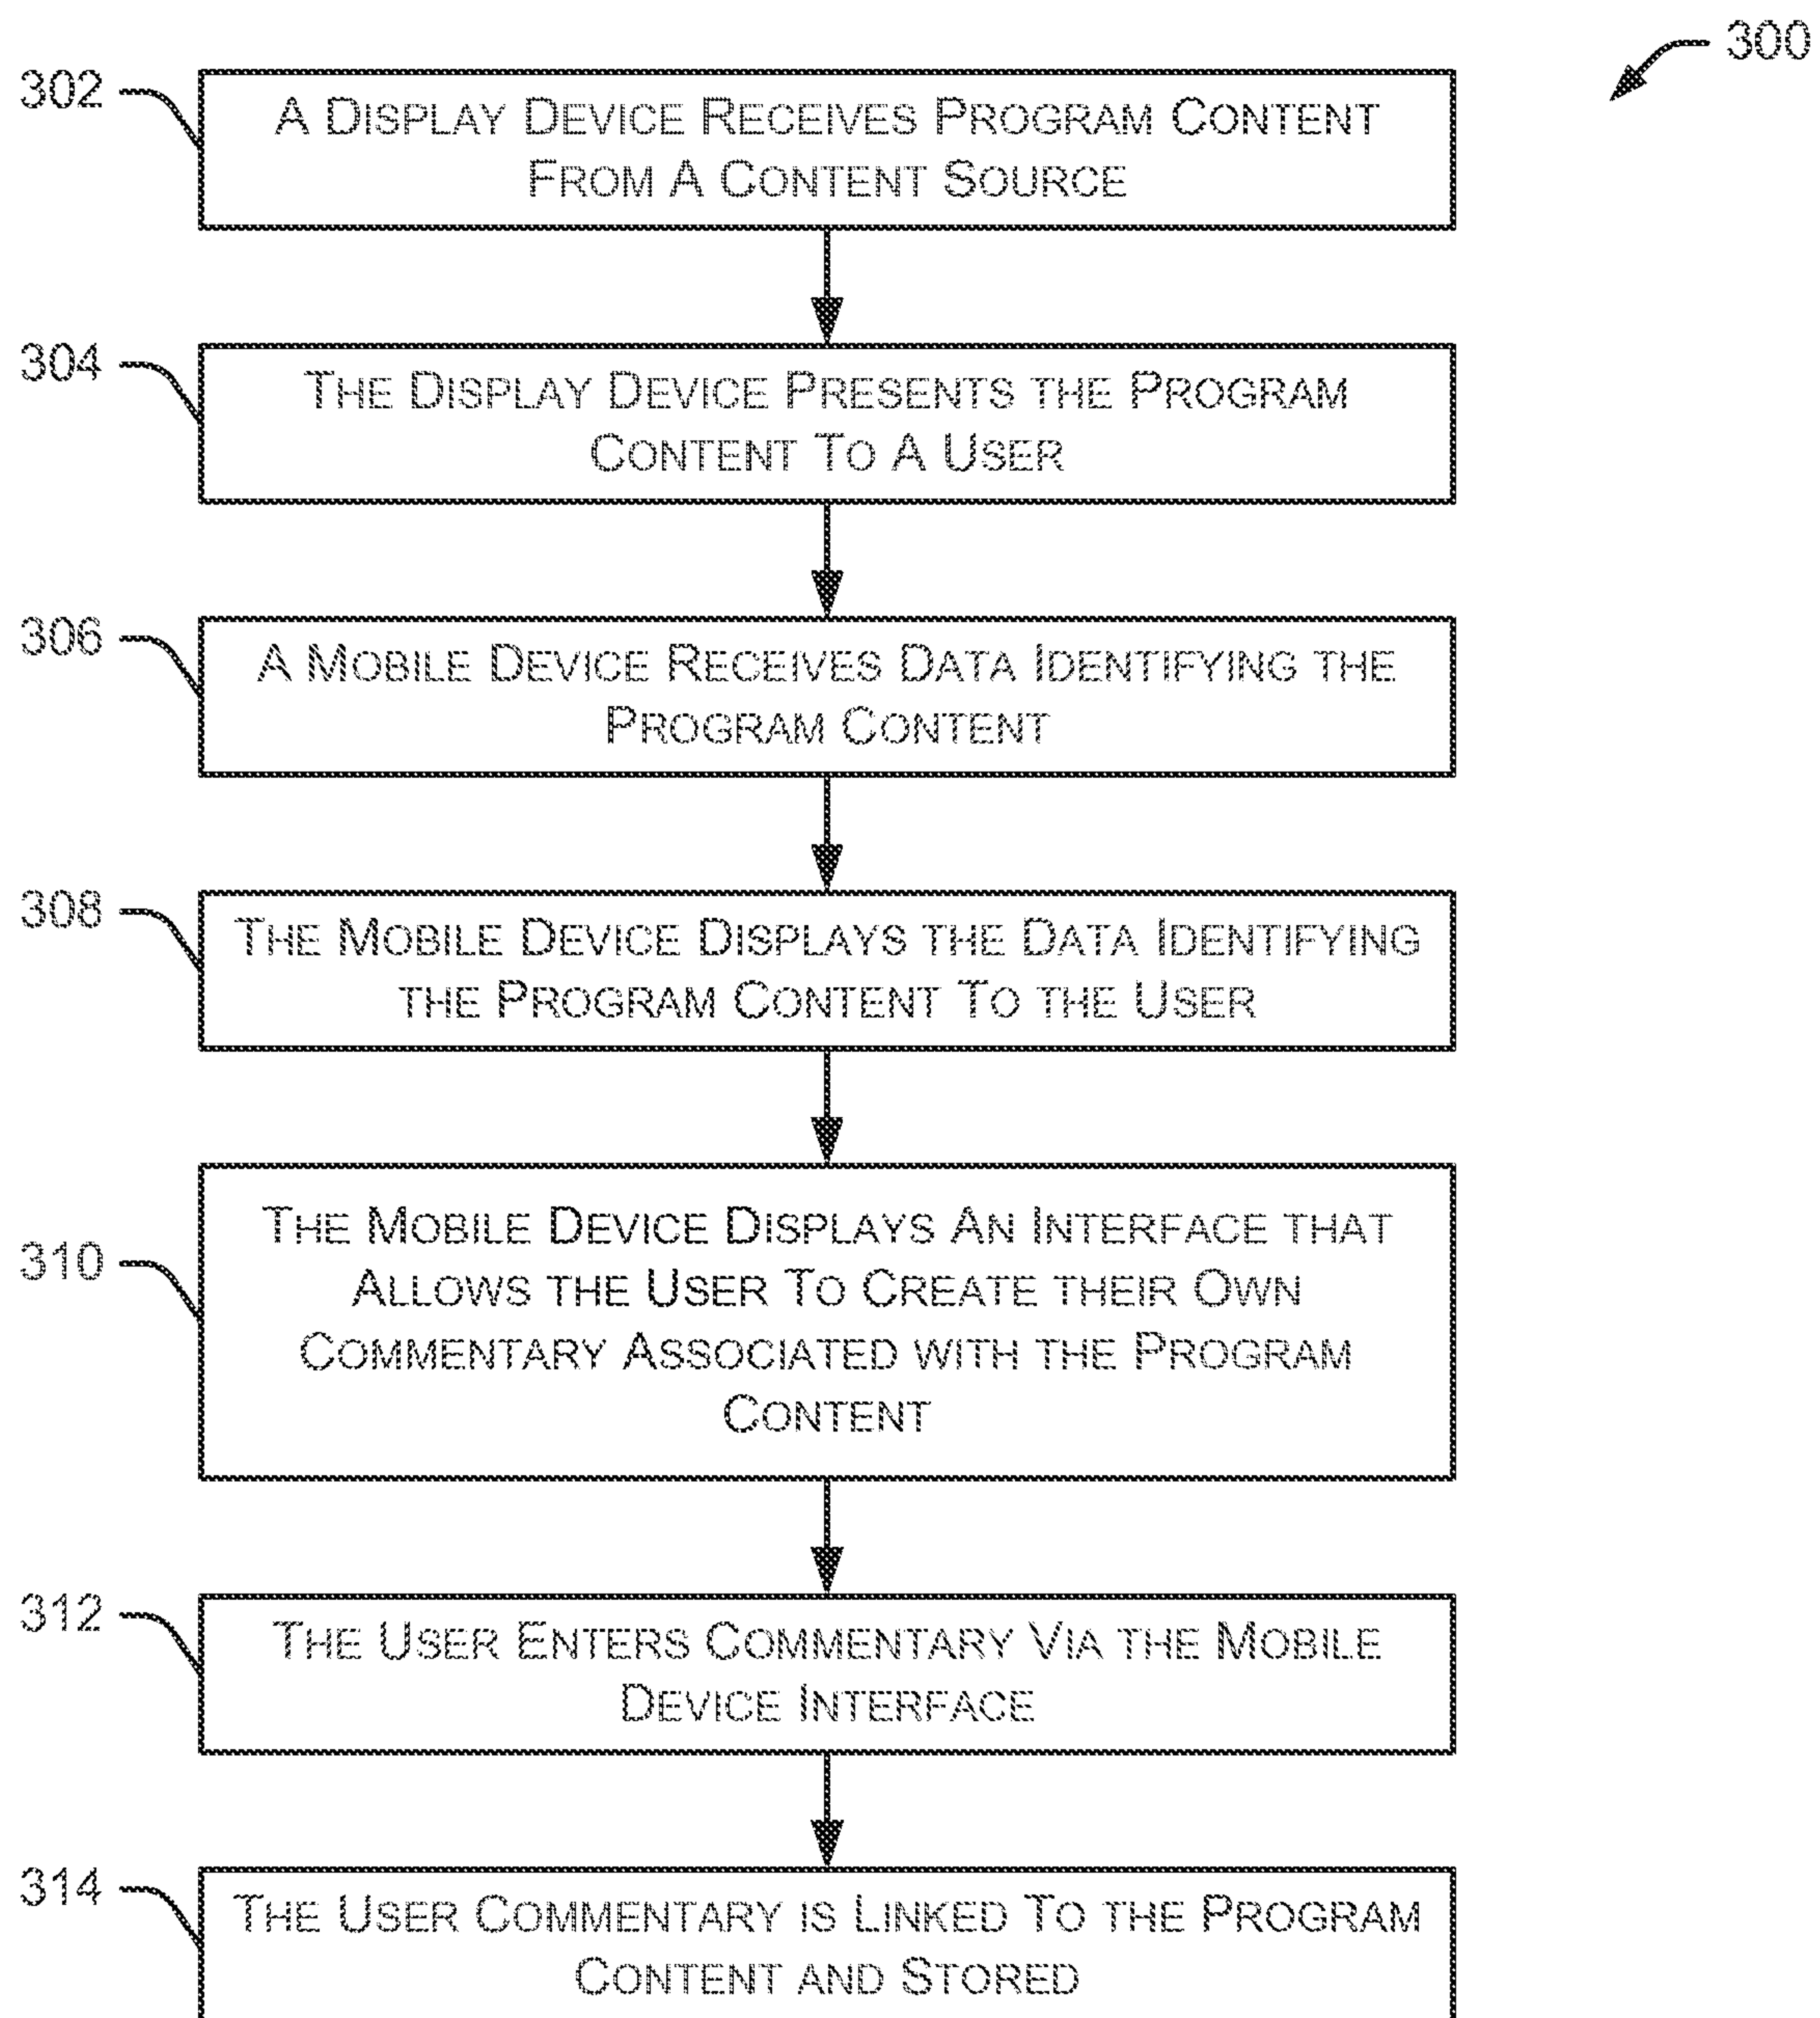 300
302
A DISPLAY DEVICE RECEIVES PROGRAM CONTENT
FROM A CONTENT SOURCE
304
THE DISPLAY DEVICE PRESENTS THE PROGRAM
CONTENT TO A USER
306
A MOBILE DEVICE RECEIVES DATA IDENTIFYING THE
PROGRAM CONTENT
308
THE MOBILE DEVICE DISPLAYS THE DATA IDENTIFYING
THE PROGRAM CONTENT TO THE USER
310
THE MOBILE DEVICE DISPLAYS AN INTERFACE THAT
ALLOWS THE USER TO CREATE THEIR OWN
COMMENTARY ASSOCIATED WITH THE PROGRAM
CONTENT
312
THE USER ENTERS COMMENTARY VIA THE MOBILE
DEVICE INTERFACE
314
THE USER COMMENTARY IS LINKED TO THE PROGRAM
CONTENT AND STORED